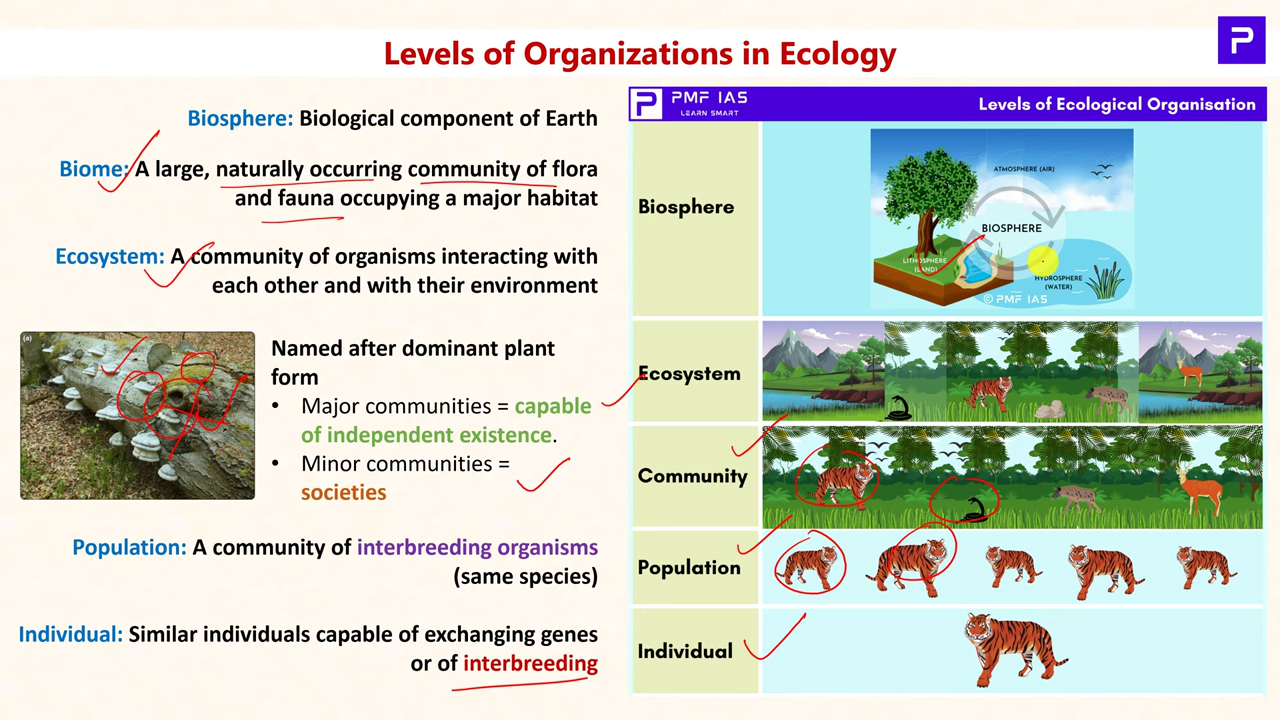 Levels of Organizations in Ecology
P
Biosphere: Biological component of Earth
Biome: A large, naturally occurring community of flora
and fauna occupying a major habitat
Ecosystem: A community of organisms interacting with
each other and with their environment
(a)
Named after dominant plant
form
• Major communities = capable
of independent existence.
• Minor communities =
societies
Population: A community of interbreeding organisms
(same species)
Individual: Similar individuals capable of exchanging genes
or of interbreeding
P PMF IAS
LEARN SMART
Levels of Ecological Organisation
Biosphere
ATMOSPHERE (AIR)
BIOSPHERE
LITHOSPHERE
(LAND)
HYDROSPHERE
(WATER)
© PMF IAS
Ecosystem
Community
Population
Individual